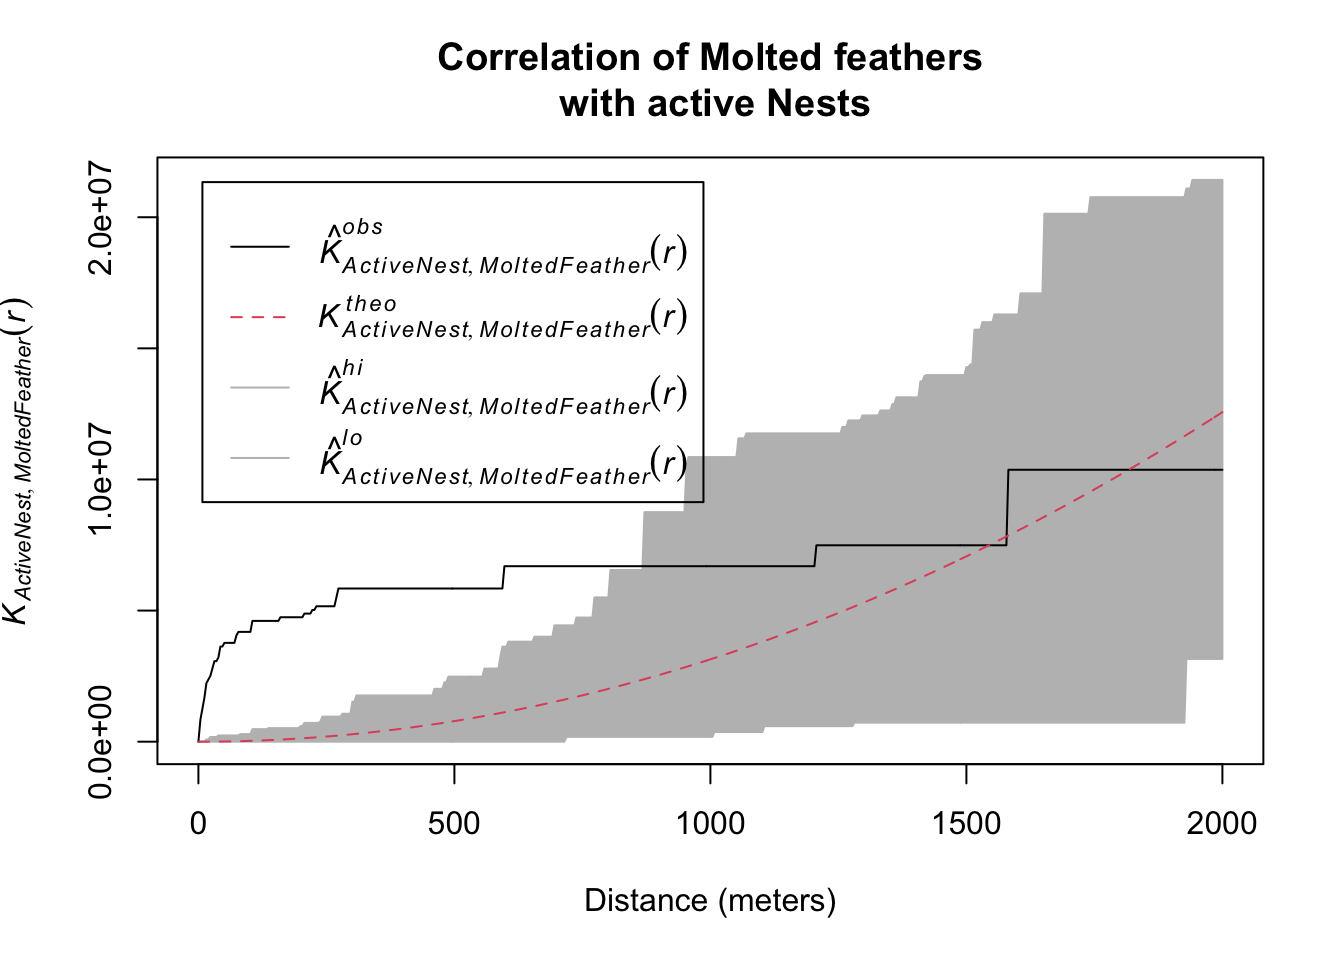 Correlation of Molted feathers
with active Nests
K̂^obs_ActiveNest, MoltedFeather(r)
K^theo_ActiveNest, MoltedFeather(r)
K̂^hi_ActiveNest, MoltedFeather(r)
K̂^lo_ActiveNest, MoltedFeather(r)
K_ActiveNest, MoltedFeather(r)
2.0e+07
1.0e+07
0.0e+00
0 500 1000 1500 2000
Distance (meters)